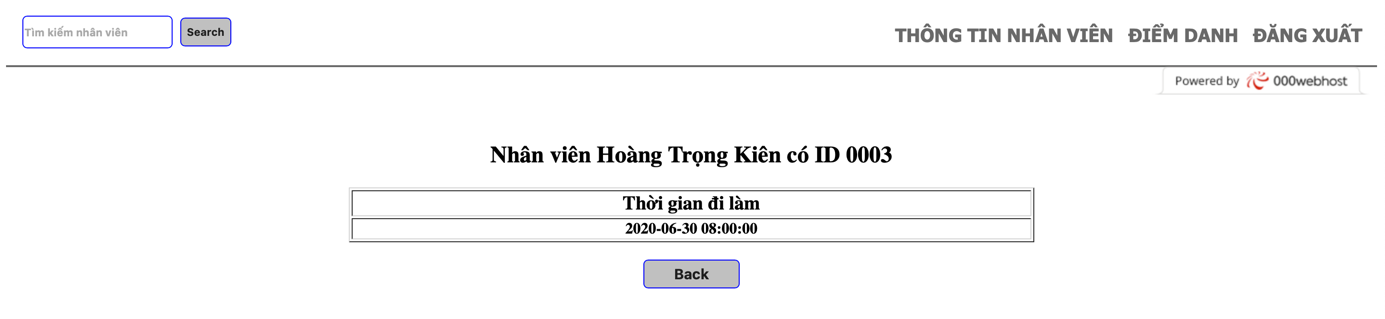 Tìm kiếm nhân viên Search THÔNG TIN NHÂN VIÊN ĐIỂM DANH ĐĂNG XUẤT
Powered by 000webhost
Nhân viên Hoàng Trọng Kiên có ID 0003
Thời gian đi làm
2020-06-30 08:00:00
Back